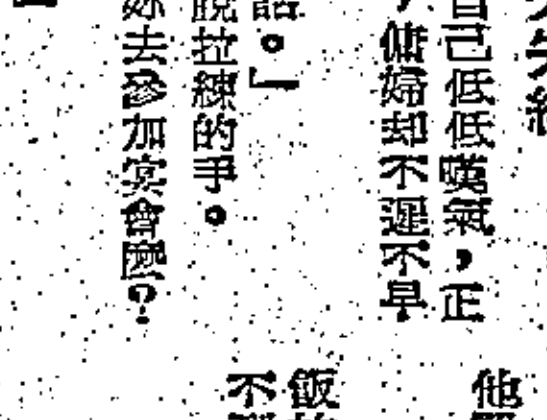 自己低低嘆氣，正
傭婦却不遲不早
話。」
脫拉練的手。
妳去參加宴會麼？
他
飯
不